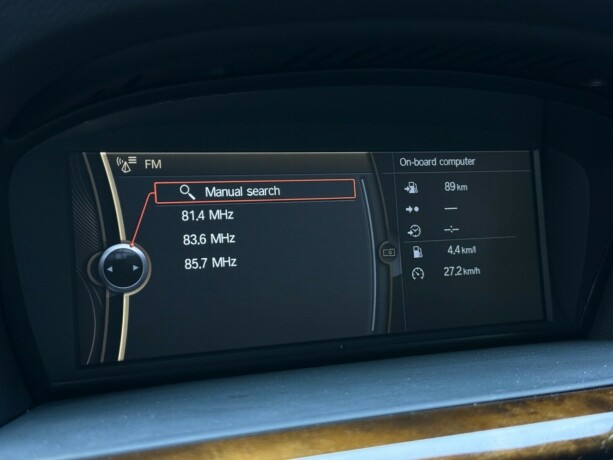 FM
Manual search
81.4 MHz
83.6 MHz
85.7 MHz
On-board computer
89 km
—
-:-
4,4 km/l
27,2 km/h